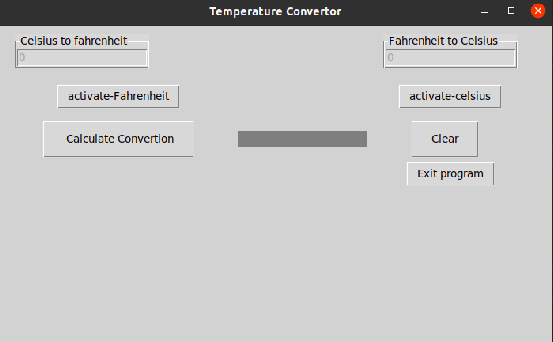 Temperature Convertor
Celsius to fahrenheit
Fahrenheit to Celsius
0
0
activate-Fahrenheit
activate-celsius
Calculate Convertion
Clear
Exit program